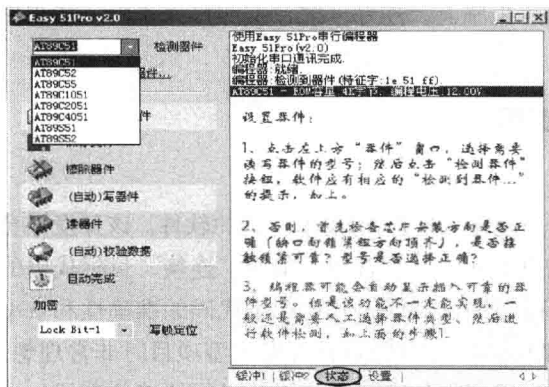 Easy 51Pro v2.0
AT89C51
检测器件
AT89C51
AT89C52
AT89C55
AT89C1051
AT89C2051
AT89C4051
AT89S51
AT89S52
件...
件
擦除器件
(自动)写器件
读器件
(自动)校验数据
自动完成
加密
Lock Bit-1
写锁定位
使用Easy 51Pro串行编程器
Easy 51Pro(v2.0)
初始化串口通讯完成.
编程器:就绪.
编程器:检测到器件(特征字:1e 51 ff).
AT89C51 - ROM容量:4K字节, 编程电压:12.00V.
设置器件:
1、点击左上方“器件”窗口,选择需要
读写器件的型号;然后点击“检测器件”
按钮,软件应有相应的“检测到器件...”
的提示,如上。
2、否则,首先检查芯片安装方向是否正
确(缺口向锁紧钮方向顶齐),是否接
触锁紧可靠?型号是否选择正确?
3、编程器可能会自动显示插入可靠的器
件型号。但是该功能不一定能实现,一
般还是需要人工选择器件类型、然后进
行软件检测,如上面的步骤1.
缓冲1
缓冲2
状态
设置